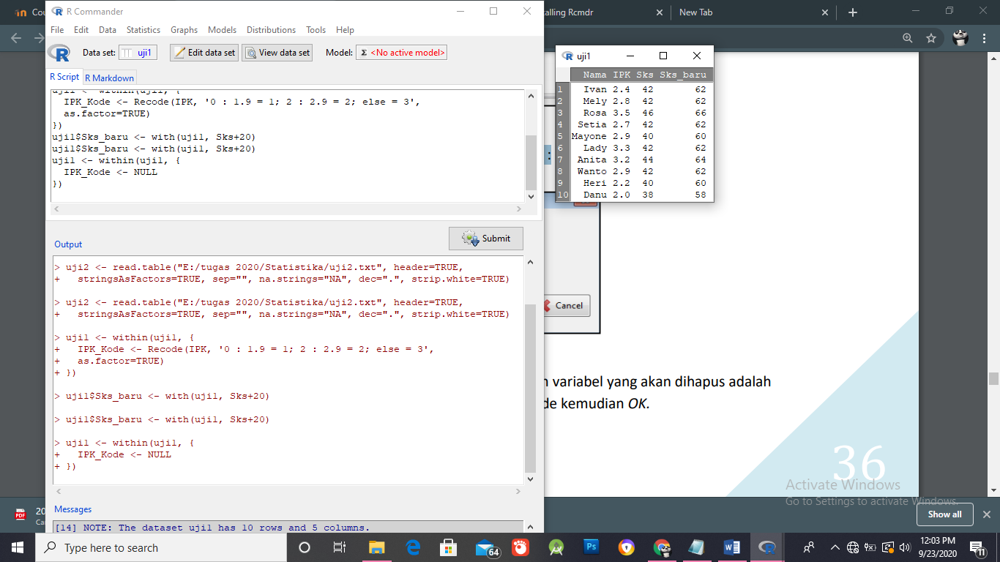 Cou
alling Rcmdr
New Tab
R Commander
File Edit Data Statistics Graphs Models Distributions Tools Help
Data set: uji1 Edit data set View data set Model: Σ <No active model>
R Script R Markdown
uji1 <- within(uji1, {
IPK_Kode <- Recode(IPK, '0 : 1.9 = 1; 2 : 2.9 = 2; else = 3',
as.factor=TRUE)
})
uji1$Sks_baru <- with(uji1, Sks+20)
uji1$Sks_baru <- with(uji1, Sks+20)
uji1 <- within(uji1, {
IPK_Kode <- NULL
})
Output
Submit
> uji2 <- read.table("E:/tugas 2020/Statistika/uji2.txt", header=TRUE,
+ stringsAsFactors=TRUE, sep="", na.strings="NA", dec=".", strip.white=TRUE)
> uji2 <- read.table("E:/tugas 2020/Statistika/uji2.txt", header=TRUE,
+ stringsAsFactors=TRUE, sep="", na.strings="NA", dec=".", strip.white=TRUE)
> uji1 <- within(uji1, {
+ IPK_Kode <- Recode(IPK, '0 : 1.9 = 1; 2 : 2.9 = 2; else = 3',
+ as.factor=TRUE)
+ })
> uji1$Sks_baru <- with(uji1, Sks+20)
> uji1$Sks_baru <- with(uji1, Sks+20)
> uji1 <- within(uji1, {
+ IPK_Kode <- NULL
+ })
Messages
[14] NOTE: The dataset uji1 has 10 rows and 5 columns.
uji1
Nama IPK Sks Sks_baru
1 Ivan 2.4 42 62
2 Mely 2.8 42 62
3 Rosa 3.5 46 66
4 Setia 2.7 42 62
5 Mayone 2.9 40 60
6 Lady 3.3 42 62
7 Anita 3.2 44 64
8 Wanto 2.9 42 62
9 Heri 2.2 40 60
10 Danu 2.0 38 58
:
Cancel
n variabel yang akan dihapus adalah
de kemudian OK.
36
Activate Windows
Go to Settings to activate Windows.
PDF
20
Ca
Show all
Type here to search
64
Ps
12:03 PM
9/23/2020
11